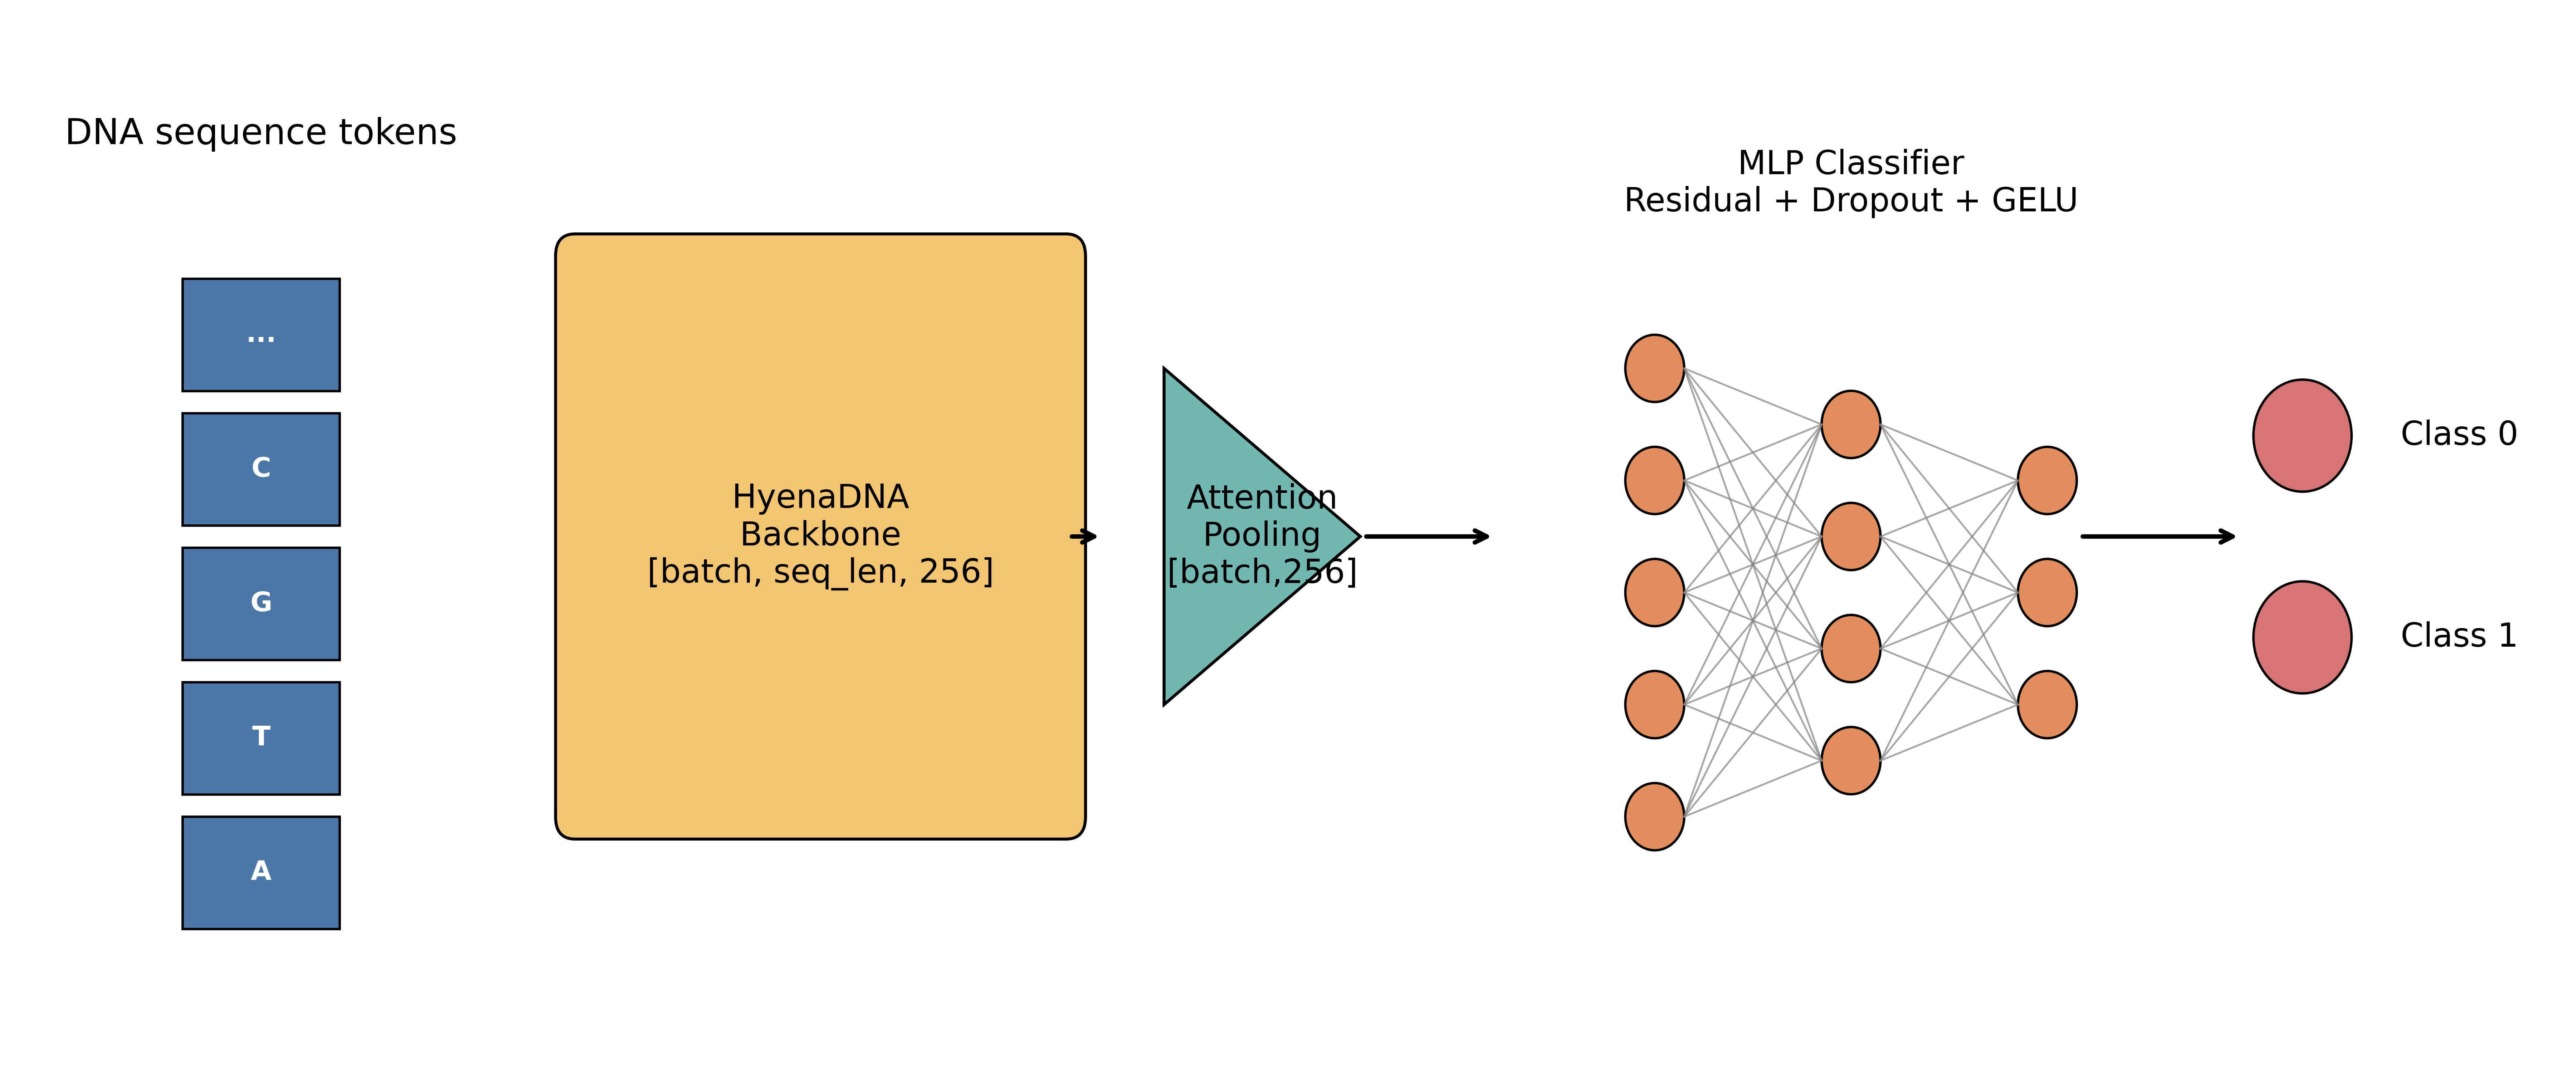 DNA sequence tokens
...
C
G
T
A
HyenaDNA
Backbone
[batch, seq_len, 256]
Attention
Pooling
[batch,256]
MLP Classifier
Residual + Dropout + GELU
Class 0
Class 1